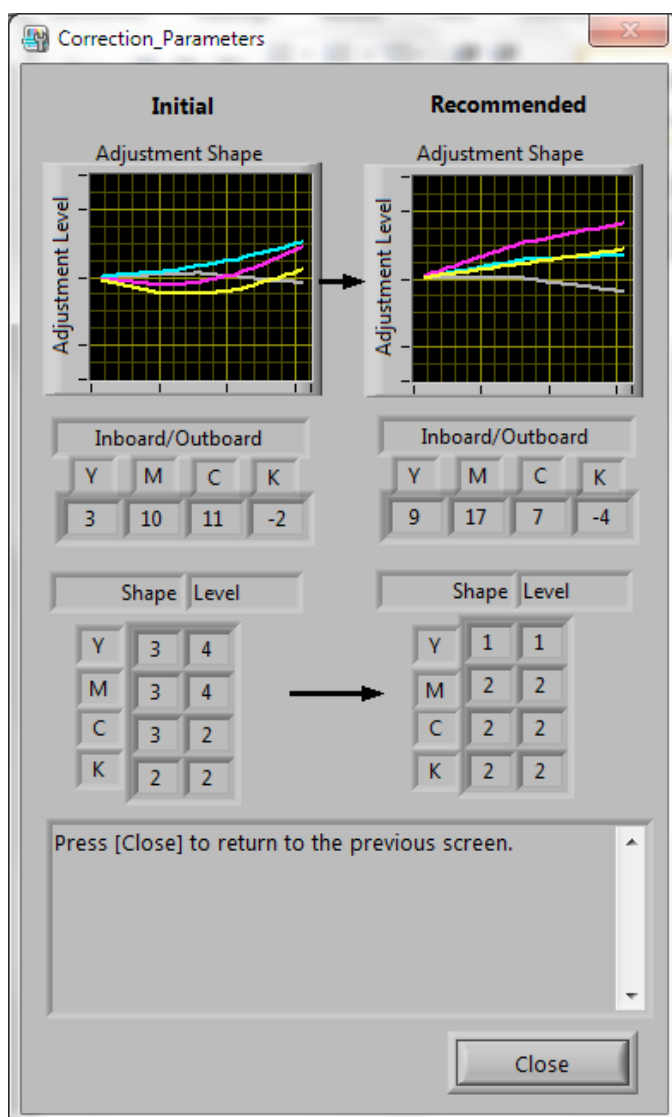 Correction_Parameters
Initial
Recommended
Adjustment Shape
Adjustment Shape
Adjustment Level
Adjustment Level
Inboard/Outboard
Inboard/Outboard
Y M C K
Y M C K
3 10 11 -2
9 17 7 -4
Shape Level
Shape Level
Y 3 4
M 3 4
C 3 2
K 2 2
Y 1 1
M 2 2
C 2 2
K 2 2
Press [Close] to return to the previous screen.
Close